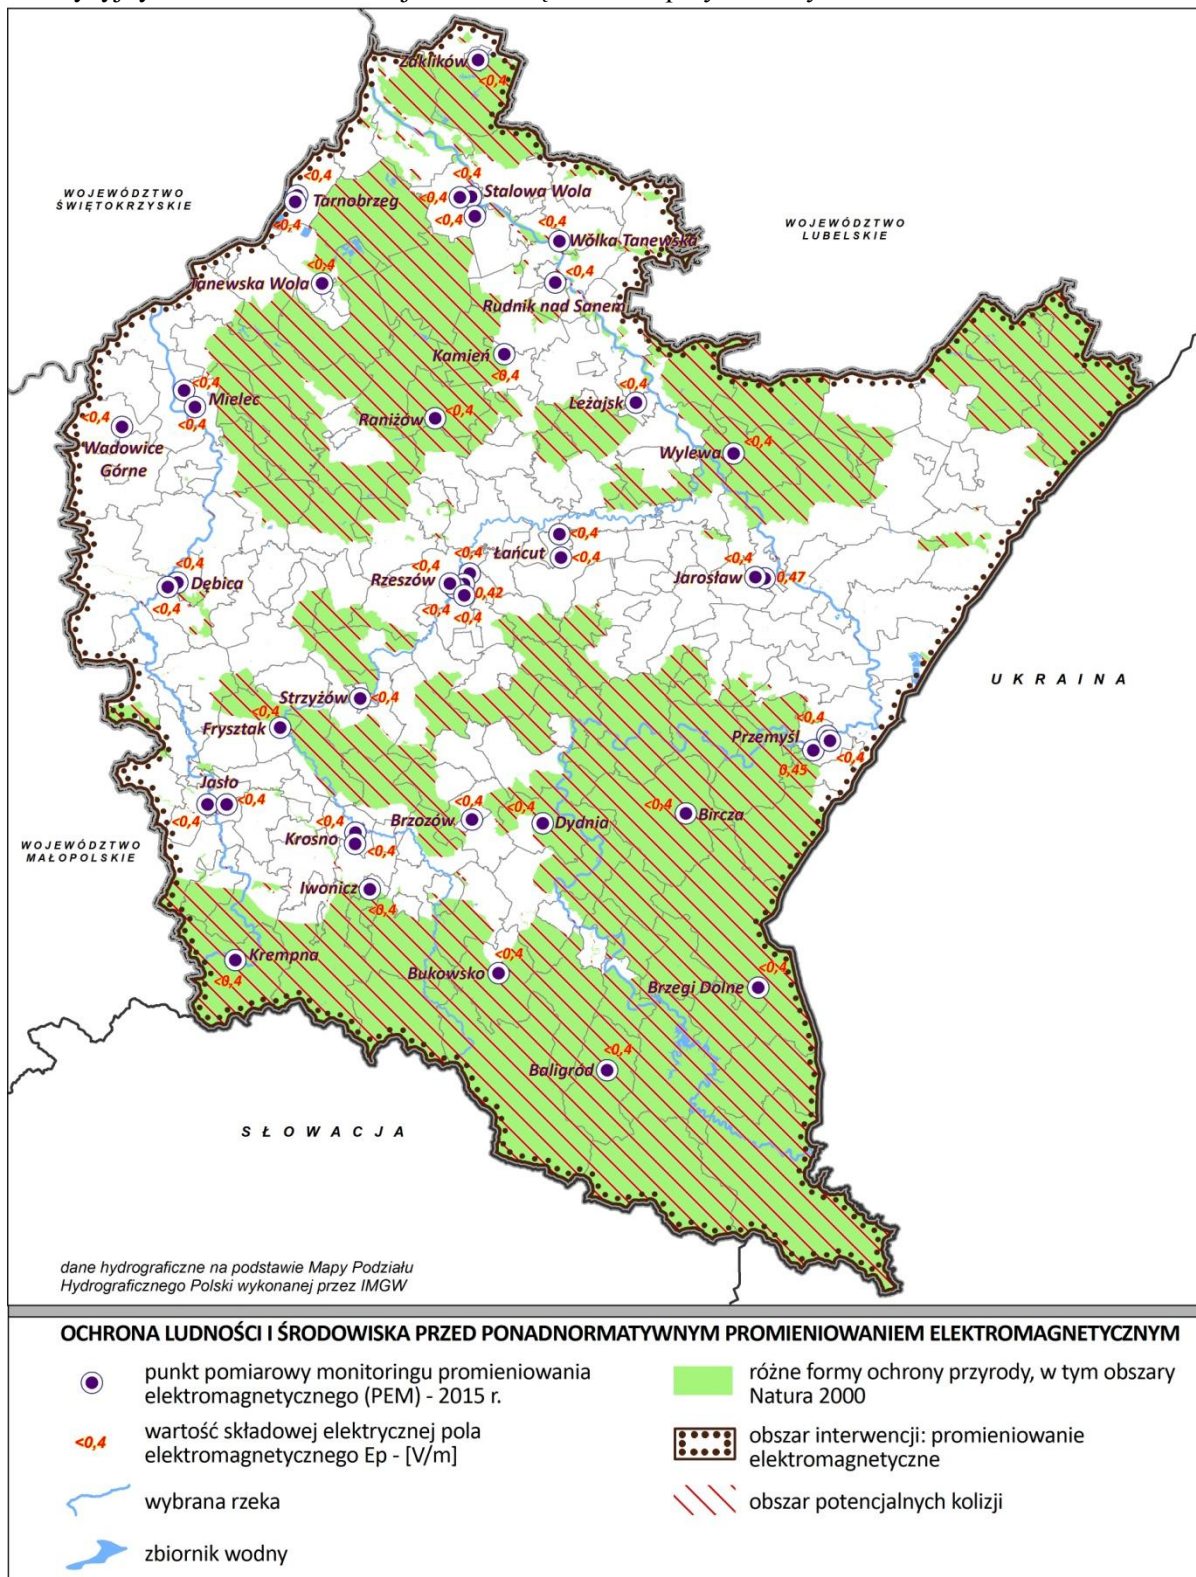 Zaklików
<0,4
<0,4
Tarnobrzeg
<0,4
<0,4
<0,4
Stalowa Wola
<0,4
WOJEWÓDZTWO
ŚWIĘTOKRZYSKIE
WOJEWÓDZTWO
LUBELSKIE
<0,4
Wólka Tanewska
<0,4
Tanewska Wola
<0,4
Rudnik nad Sanem
Kamień
<0,4
<0,4
Mielec
<0,4
<0,4
Leżajsk
Raniżów
<0,4
<0,4
Wadowice
Górne
Wylewa
<0,4
<0,4
Łańcut
<0,4
<0,4
Dębica
<0,4
<0,4
<0,4
Rzeszów
0,42
<0,4
<0,4
<0,4
Jarosław
0,47
UKRAINA
Strzyżów
<0,4
<0,4
Frysztak
<0,4
Przemyśl
0,45
<0,4
Jasło
<0,4
<0,4
<0,4
Brzozów
<0,4
Dydnia
<0,4
Bircza
<0,4
Krosno
<0,4
WOJEWÓDZTWO
MAŁOPOLSKIE
Iwonicz
<0,4
Krempna
<0,4
<0,4
Bukowsko
<0,4
Brzegi Dolne
<0,4
Baligród
SŁOWACJA
dane hydrograficzne na podstawie Mapy Podziału
Hydrograficznego Polski wykonanej przez IMGW
OCHRONA LUDNOŚCI I ŚRODOWISKA PRZED PONADNORMATYWNYM PROMIENIOWANIEM ELEKTROMAGNETYCZNYM
punkt pomiarowy monitoringu promieniowania
elektromagnetycznego (PEM) - 2015 r.
<0,4
wartość składowej elektrycznej pola
elektromagnetycznego Ep - [V/m]
wybrana rzeka
zbiornik wodny
różne formy ochrony przyrody, w tym obszary
Natura 2000
obszar interwencji: promieniowanie
elektromagnetyczne
obszar potencjalnych kolizji